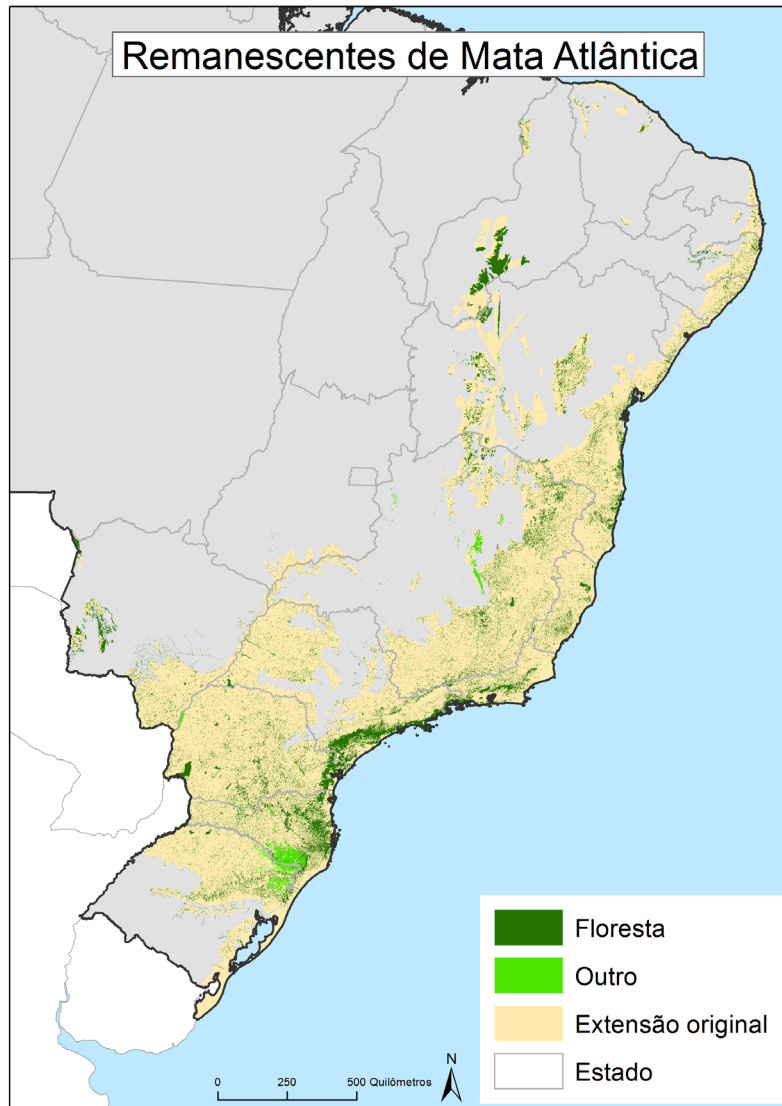 Remanescentes de Mata Atlântica
Floresta
Outro
Extensão original
Estado
N
0 250 500 Quilômetros